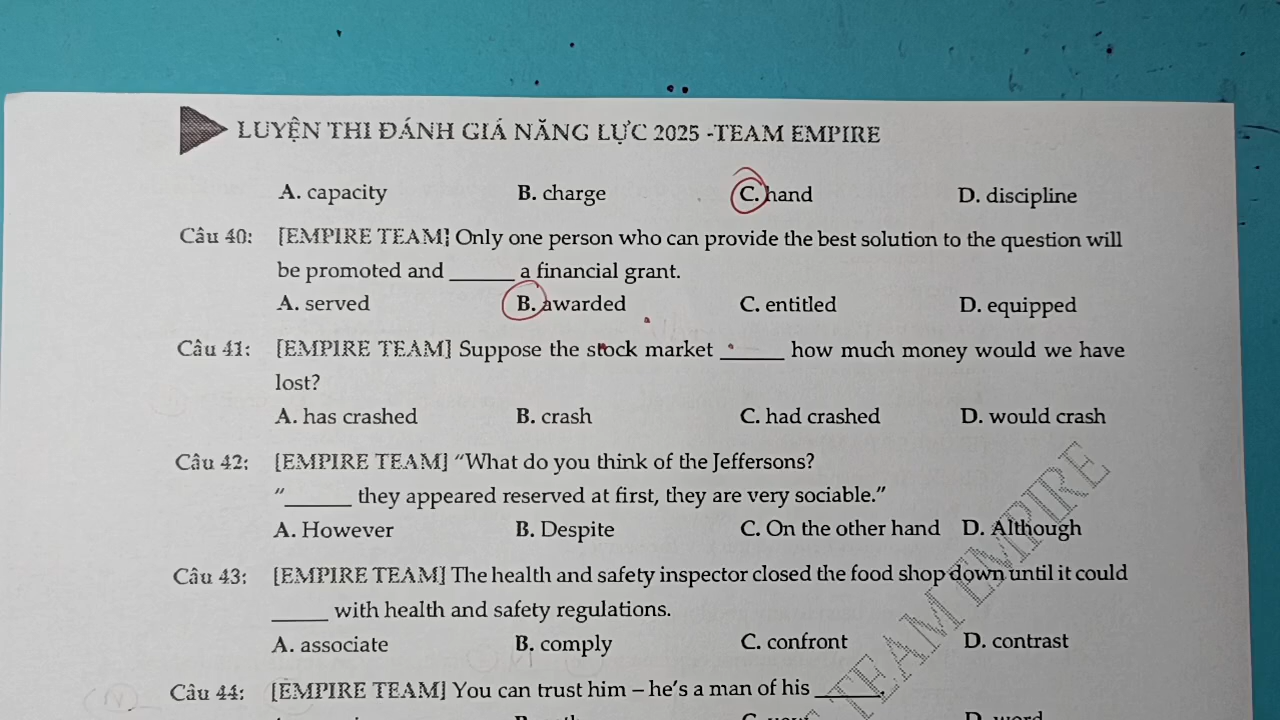 LUYỆN THI ĐÁNH GIÁ NĂNG LỰC 2025 -TEAM EMPIRE
A. capacity B. charge C. hand D. discipline
Câu 40: [EMPIRE TEAM] Only one person who can provide the best solution to the question will
be promoted and ______ a financial grant.
A. served B. awarded C. entitled D. equipped
Câu 41: [EMPIRE TEAM] Suppose the stock market ______ how much money would we have
lost?
A. has crashed B. crash C. had crashed D. would crash
Câu 42: [EMPIRE TEAM] “What do you think of the Jeffersons?
“______ they appeared reserved at first, they are very sociable.”
A. However B. Despite C. On the other hand D. Although
Câu 43: [EMPIRE TEAM] The health and safety inspector closed the food shop down until it could
______ with health and safety regulations.
A. associate B. comply C. confront D. contrast
Câu 44: [EMPIRE TEAM] You can trust him – he’s a man of his ______.
D. word
TEAM EMPIRE